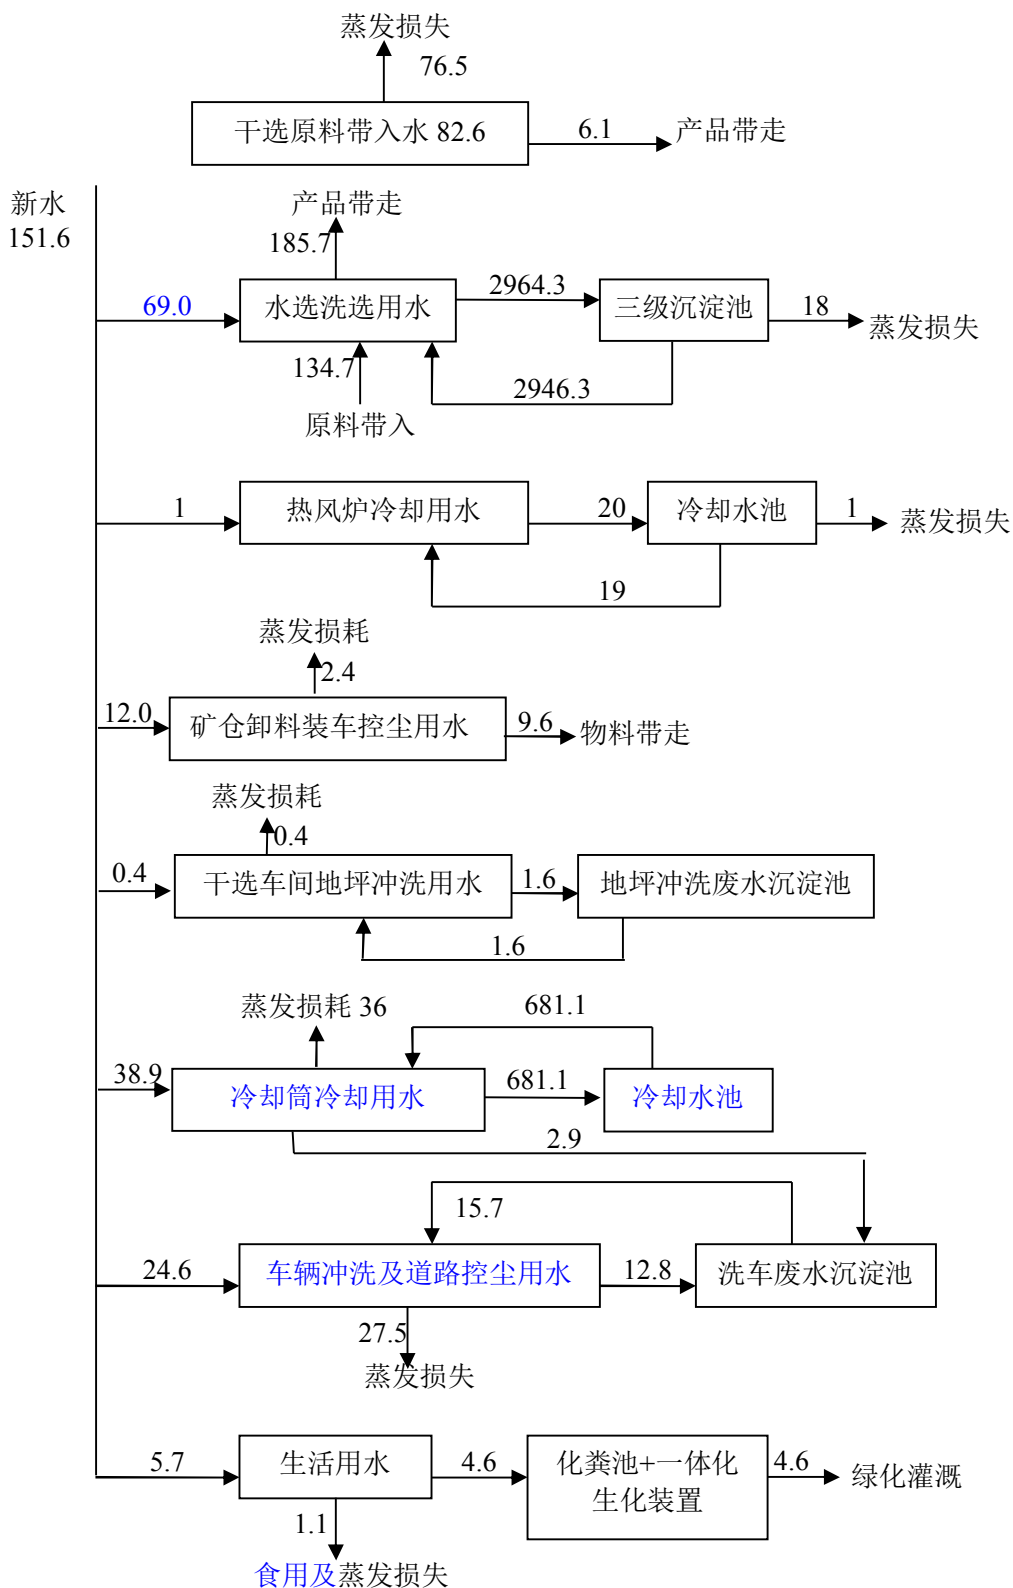 蒸发损失
76.5
干选原料带入水 82.6
6.1
产品带走
新水
151.6
产品带走
185.7
69.0
水选洗选用水
2964.3
三级沉淀池
18
蒸发损失
134.7
2946.3
原料带入
1
热风炉冷却用水
20
冷却水池
1
蒸发损失
19
蒸发损耗
2.4
12.0
矿仓卸料装车控尘用水
9.6
物料带走
蒸发损耗
0.4
0.4
干选车间地坪冲洗用水
1.6
地坪冲洗废水沉淀池
1.6
蒸发损耗 36
681.1
38.9
冷却筒冷却用水
681.1
冷却水池
2.9
15.7
24.6
车辆冲洗及道路控尘用水
12.8
洗车废水沉淀池
27.5
蒸发损失
5.7
生活用水
4.6
化粪池+一体化
生化装置
4.6
绿化灌溉
1.1
食用及蒸发损失